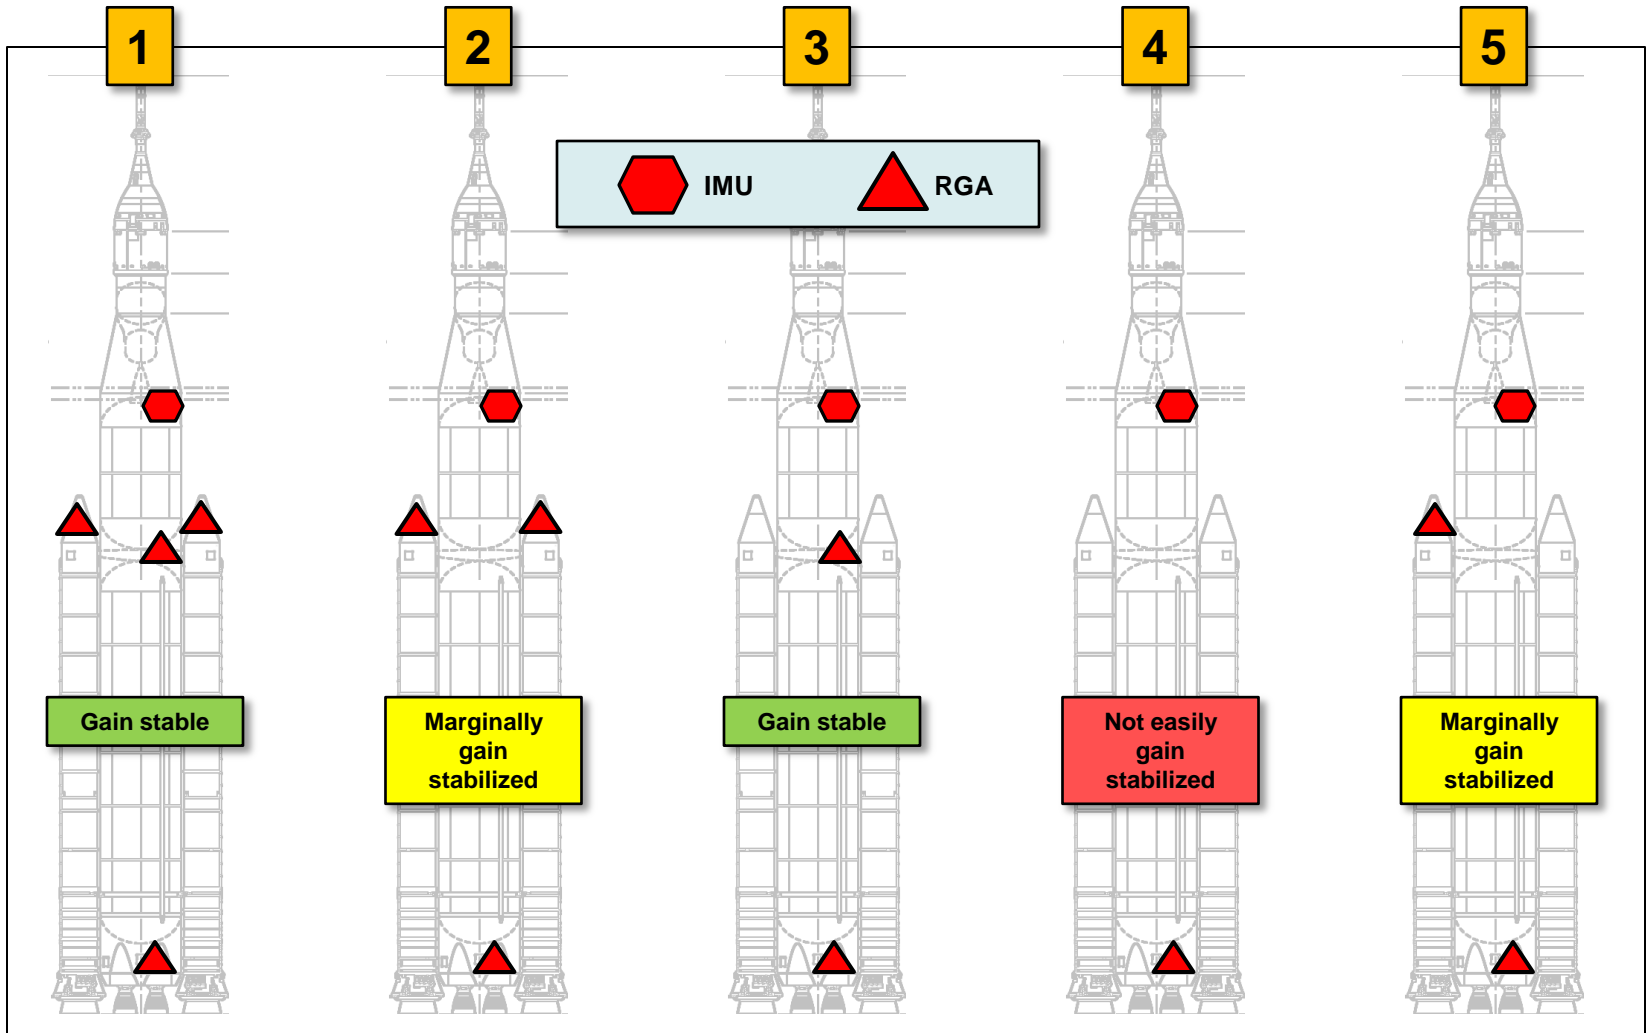 1
2
3
4
5
IMU
RGA
Gain stable
Marginally
gain
stabilized
Gain stable
Not easily
gain
stabilized
Marginally
gain
stabilized